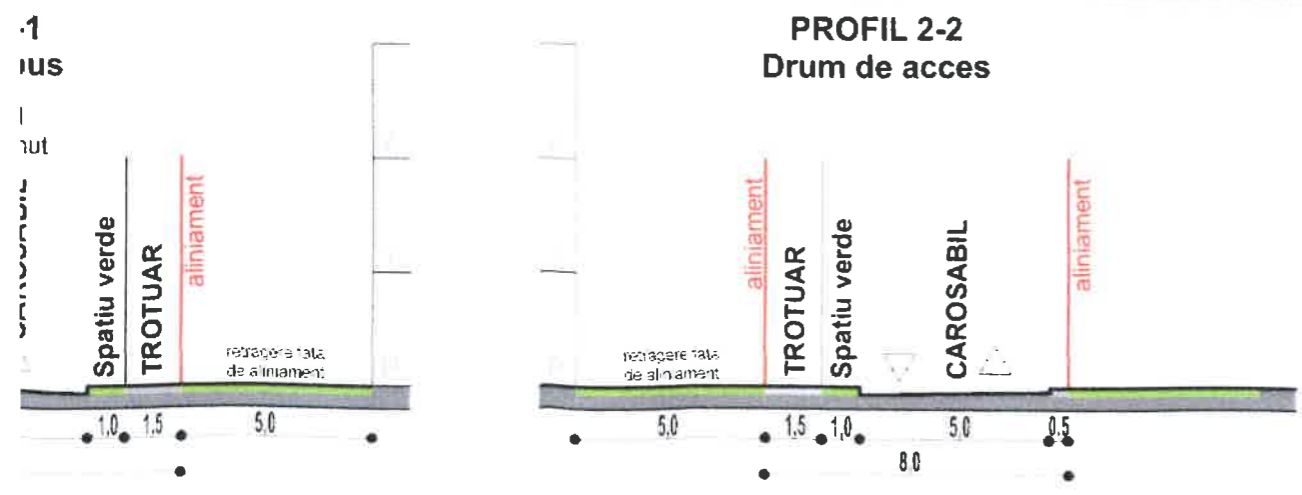 PROFIL 2-2
Drum de acces
Spatiu verde
TROTUAR
aliniament
retragere fata
de aliniament
1,0
1,5
5,0
aliniament
TROTUAR
Spatiu verde
CAROSABIL
aliniament
retragere fata
de aliniament
5,0
1,5
1,0
5,0
0.5
8,0